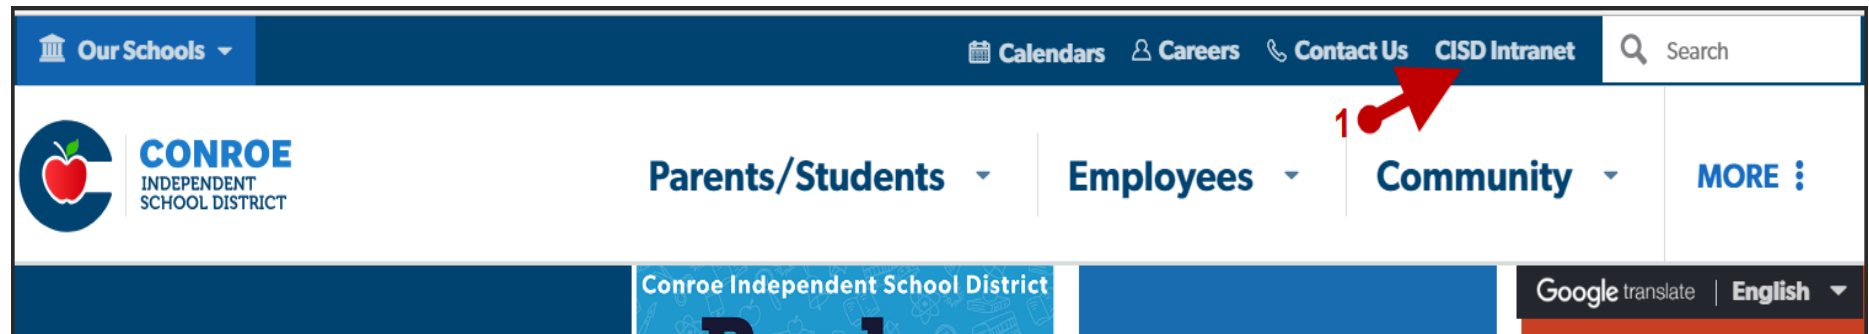 Our Schools
Calendars
Careers
Contact Us
CISD Intranet
Search
1
CONROE
INDEPENDENT
SCHOOL DISTRICT
Parents/Students
Employees
Community
MORE
Conroe Independent School District
Google translate | English